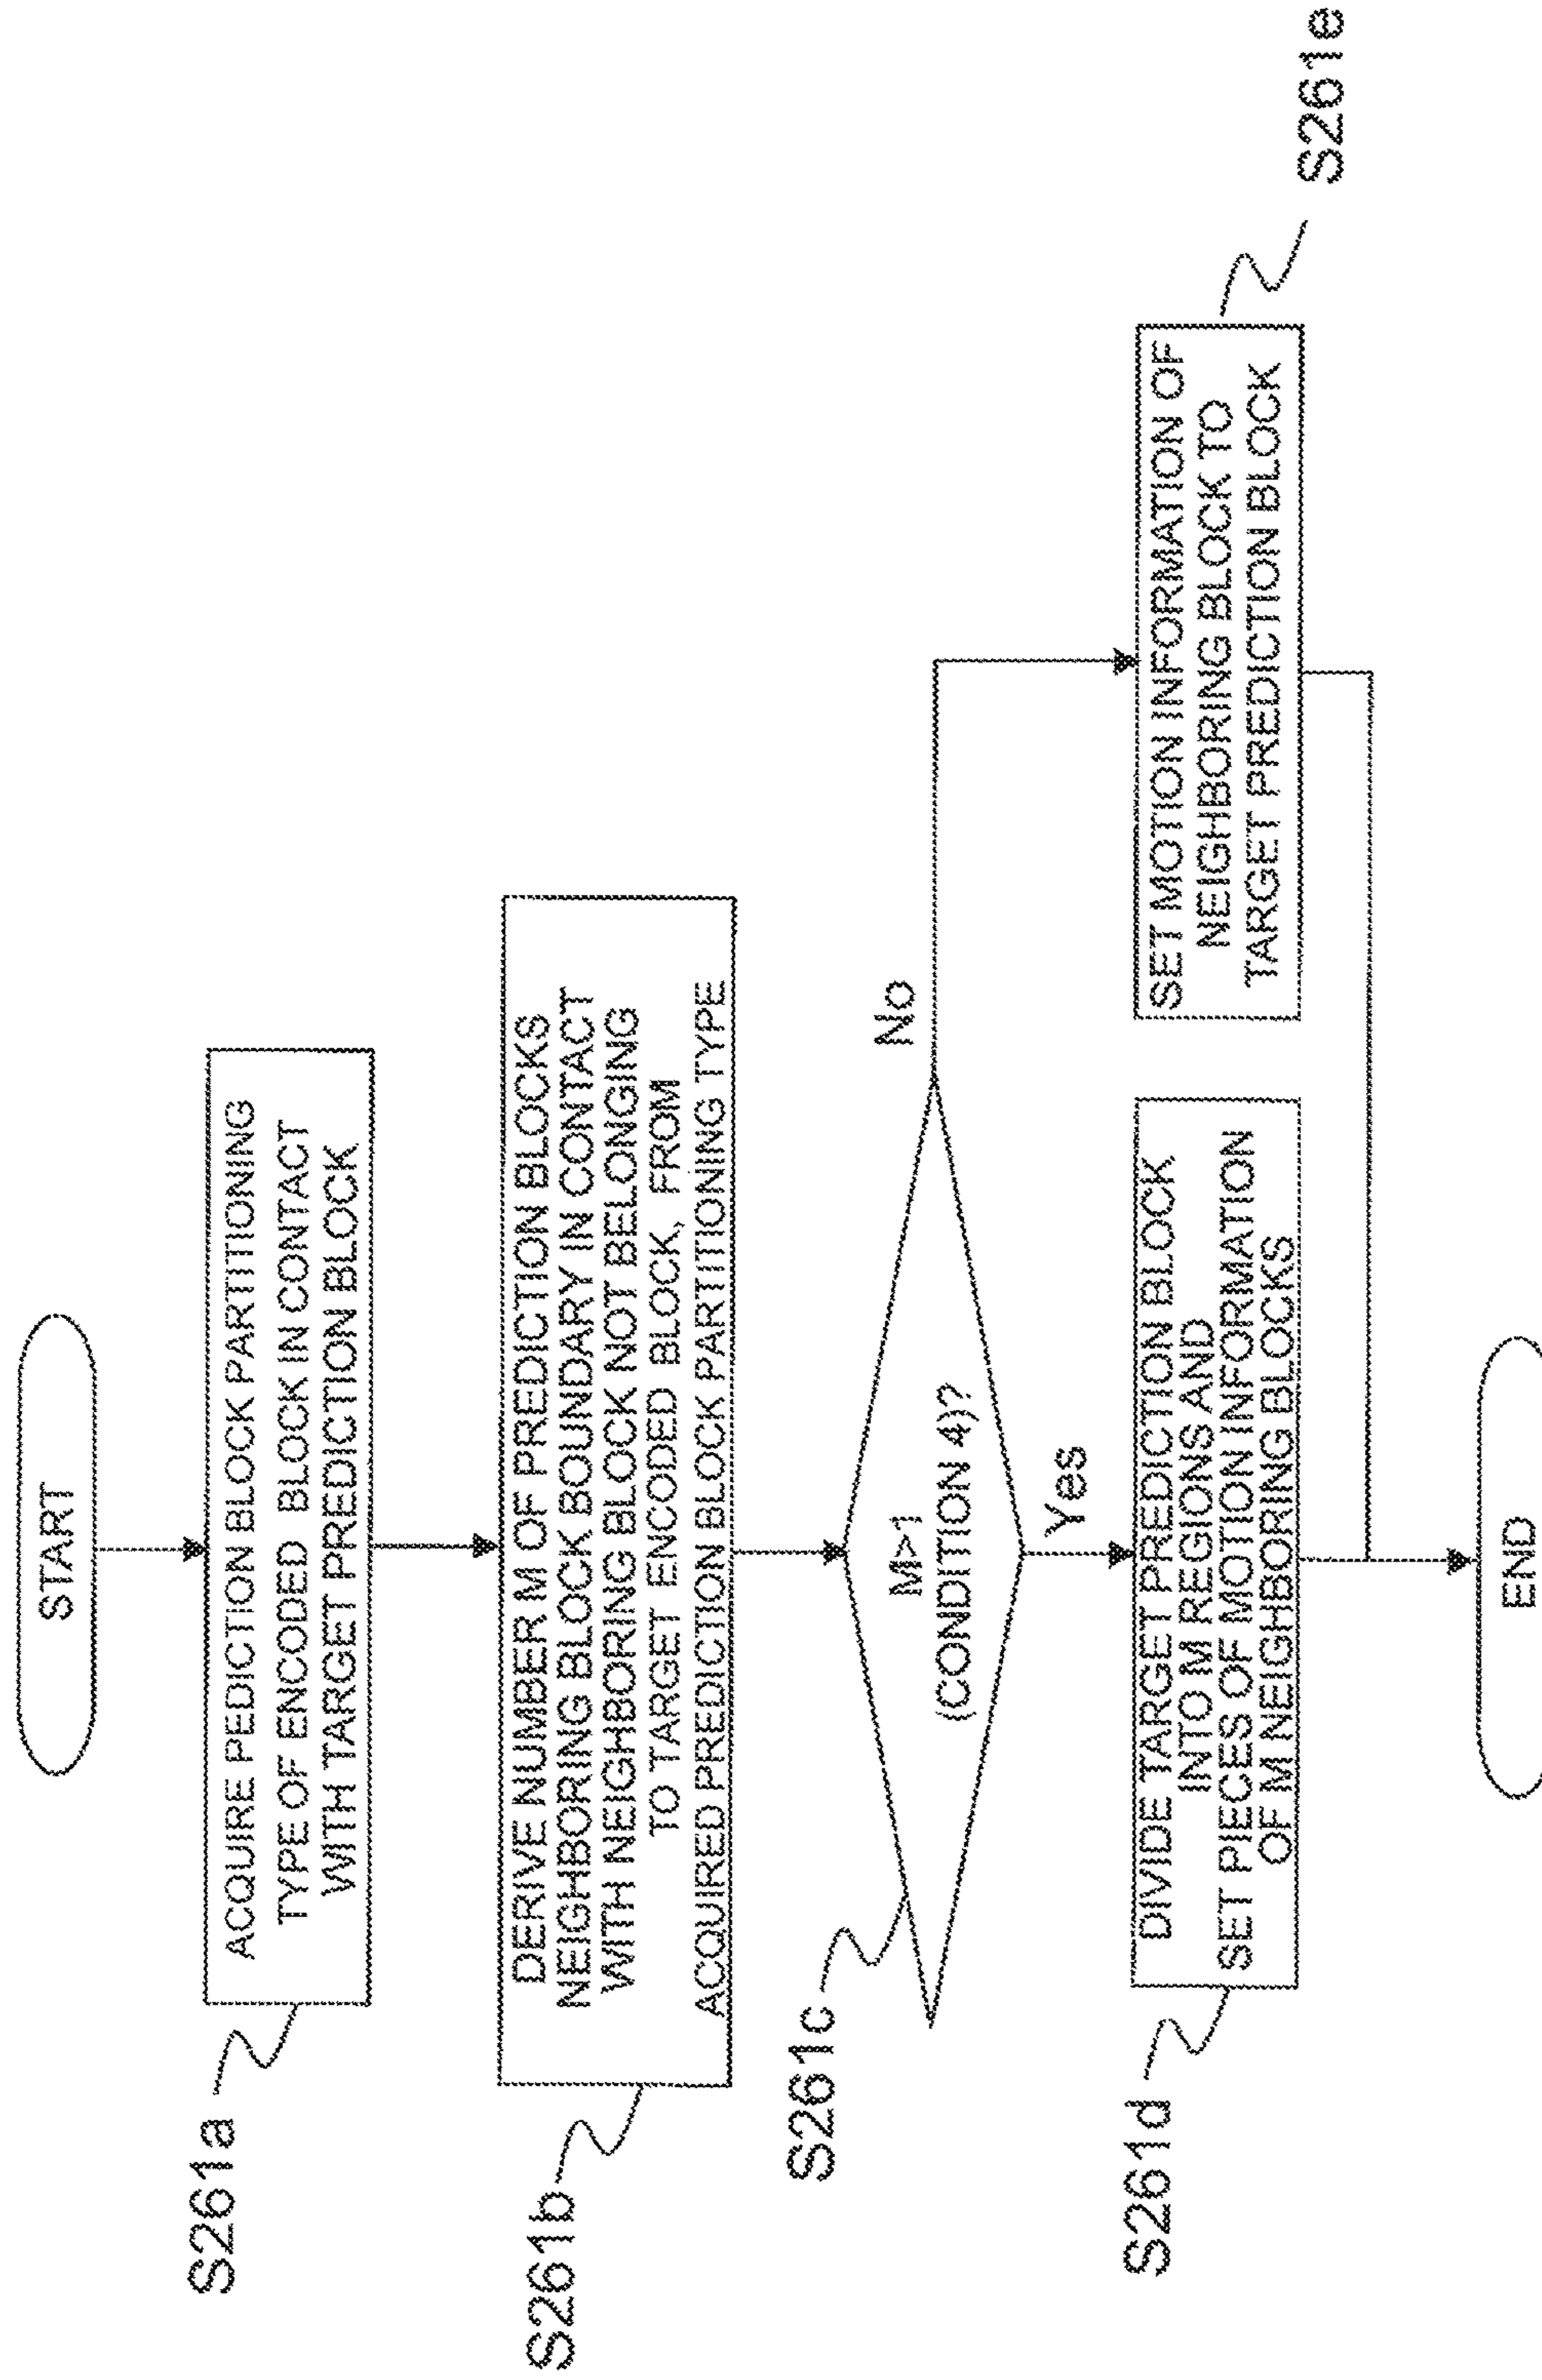 START
S261a
ACQUIRE PEDICTION BLOCK PARTITIONING
TYPE OF ENCODED BLOCK IN CONTACT
WITH TARGET PREDICTION BLOCK
S261b
DERIVE NUMBER M OF PREDICTION BLOCKS
NEIGHBORING BLOCK BOUNDARY IN CONTACT
WITH NEIGHBORING BLOCK NOT BELONGING
TO TARGET ENCODED BLOCK, FROM
ACQUIRED PREDICTION BLOCK PARTITIONING TYPE
S261c
M>1
(CONDITION 4)?
No
Yes
S261d
DIVIDE TARGET PREDICTION BLOCK
INTO M REGIONS AND
SET PIECES OF MOTION INFORMATION
OF M NEIGHBORING BLOCKS
SET MOTION INFORMATION OF
NEIGHBORING BLOCK TO
TARGET PREDICTION BLOCK
S261e
END